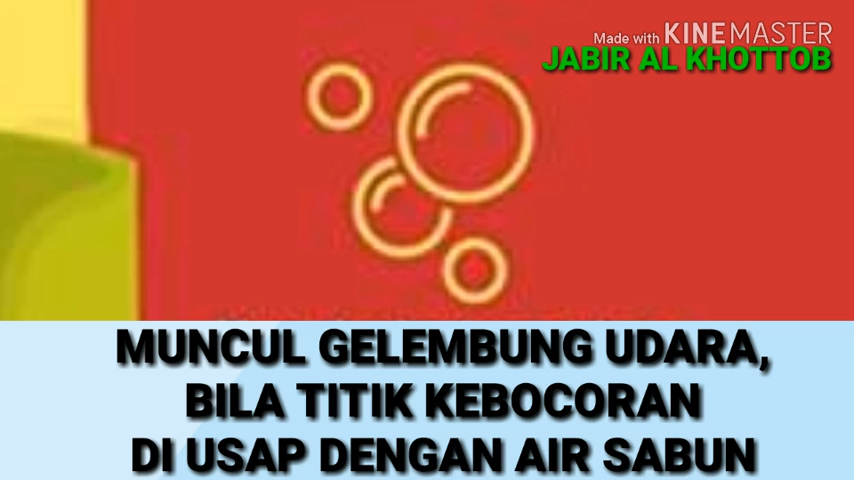 Made with KINEMASTER
JABIR AL KHOTTOB
MUNCUL GELEMBUNG UDARA,
BILA TITIK KEBOCORAN
DI USAP DENGAN AIR SABUN